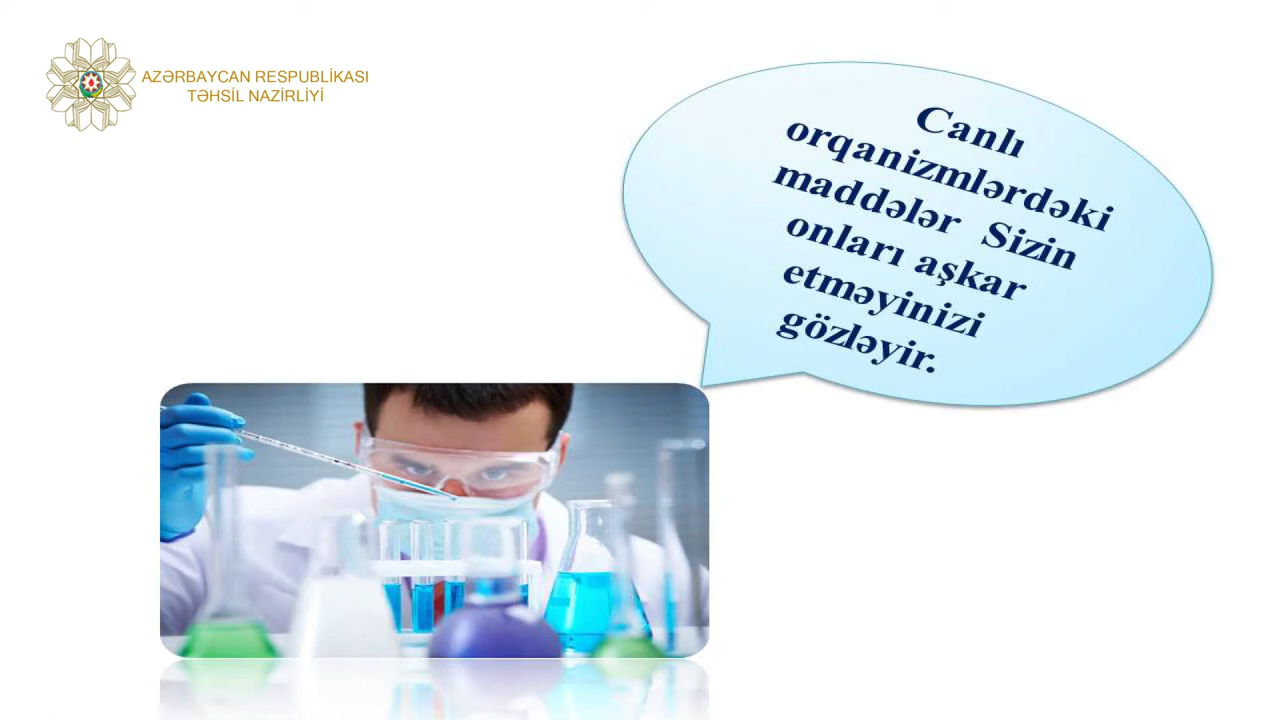 AZƏRBAYCAN RESPUBLİKASI
TƏHSİL NAZİRLİYİ
Canlı
orqanizmlərdəki
maddələr Sizin
onları aşkar
etməyinizi
gözləyir.